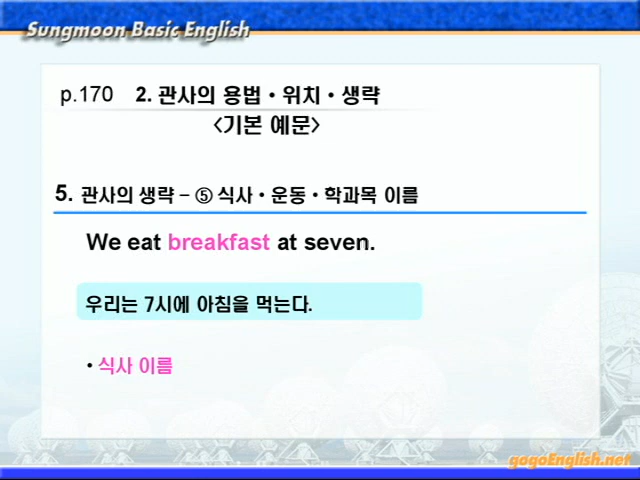 Sungmoon Basic English
p.170 2. 관사의 용법 • 위치 • 생략
<기본 예문>
5. 관사의 생략 – ⑤ 식사 • 운동 • 학과목 이름
We eat breakfast at seven.
우리는 7시에 아침을 먹는다.
• 식사 이름
gogoEnglish.net